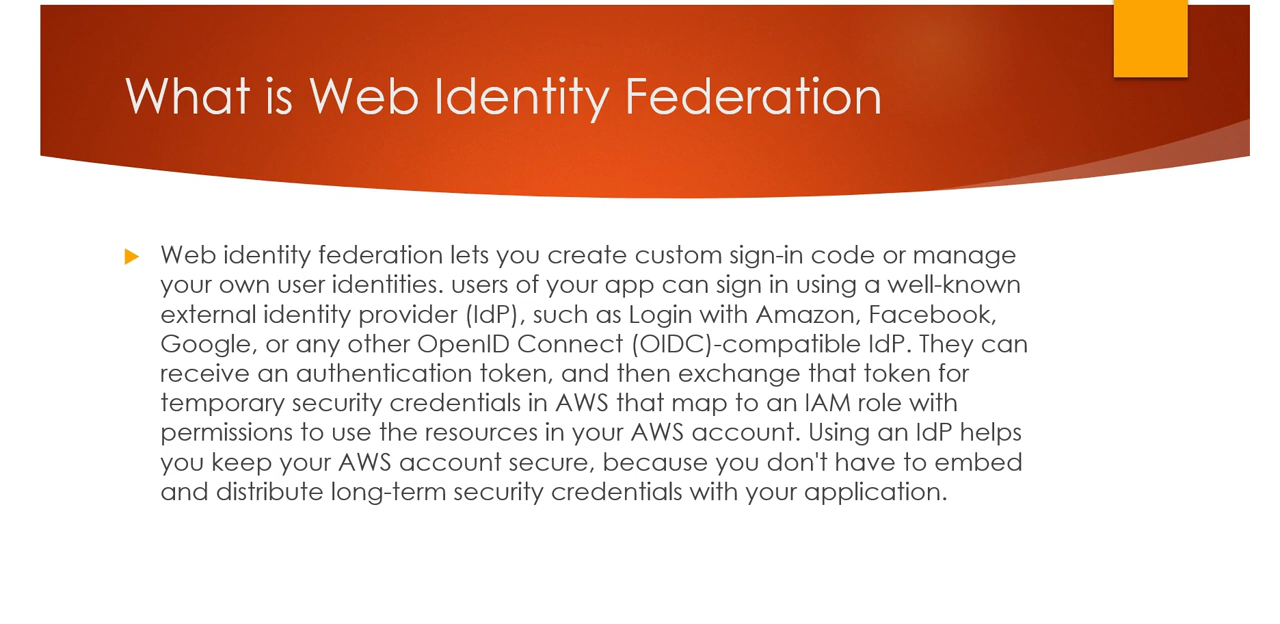 What is Web Identity Federation
Web identity federation lets you create custom sign-in code or manage
your own user identities. users of your app can sign in using a well-known
external identity provider (IdP), such as Login with Amazon, Facebook,
Google, or any other OpenID Connect (OIDC)-compatible IdP. They can
receive an authentication token, and then exchange that token for
temporary security credentials in AWS that map to an IAM role with
permissions to use the resources in your AWS account. Using an IdP helps
you keep your AWS account secure, because you don't have to embed
and distribute long-term security credentials with your application.